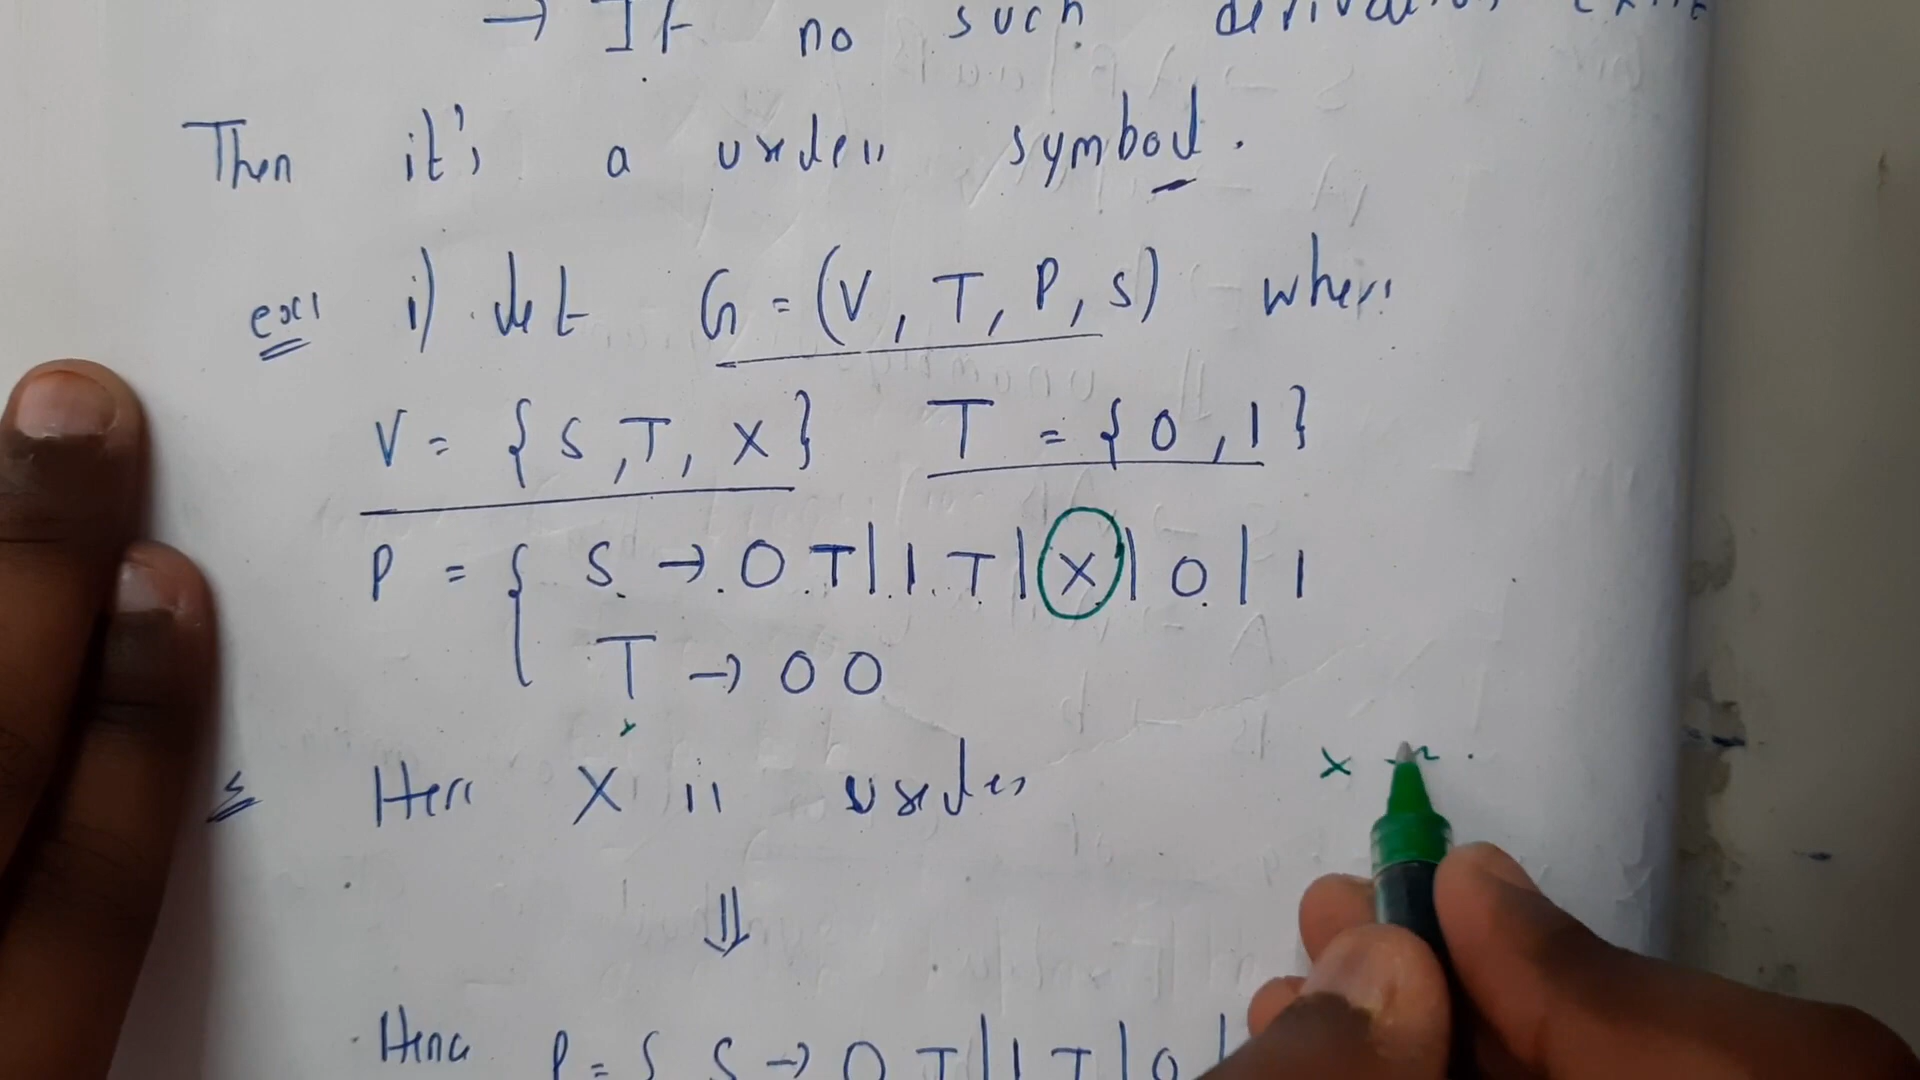 → If no such
Then it's a useless symbol.
ex:- i) Let G = (V, T, P, S) where
V = {S, T, X} T = {0, 1}
P = { S → 0T | 1T | X | 0 | 1
T → 00
Here X is useless
x
⇓
Hence P = { S → 0T | 1T | 0 |